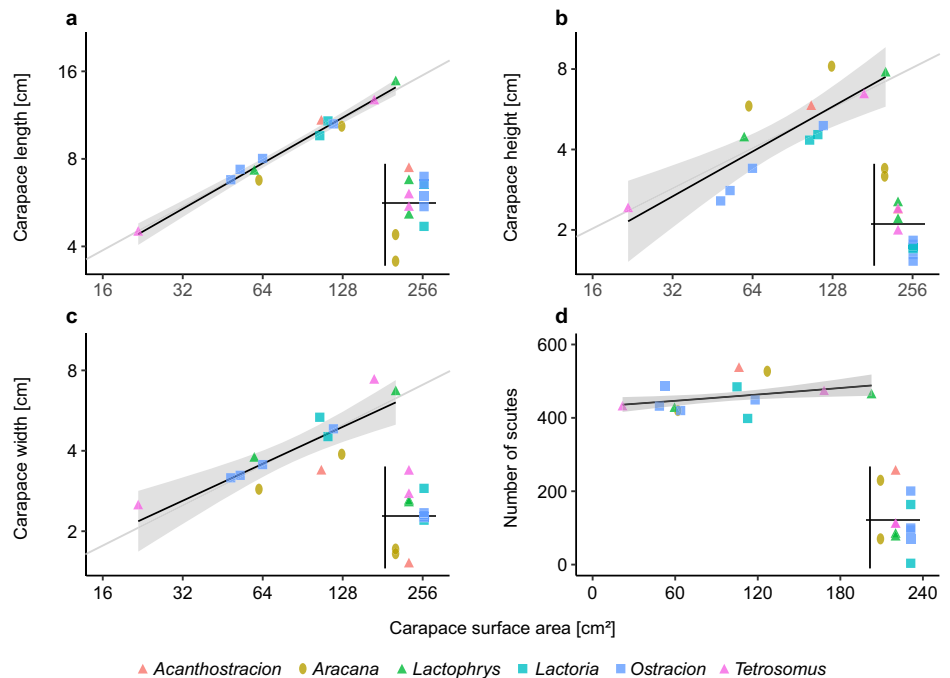 a
Carapace length [cm]
16
8
4
16 32 64 128 256
b
Carapace height [cm]
8
4
2
16 32 64 128 256
c
Carapace width [cm]
8
4
2
16 32 64 128 256
d
Number of scutes
600
400
200
0
0 60 120 180 240
Carapace surface area [cm²]
Acanthostracion Aracana Lactophrys Lactoria Ostracion Tetrosomus